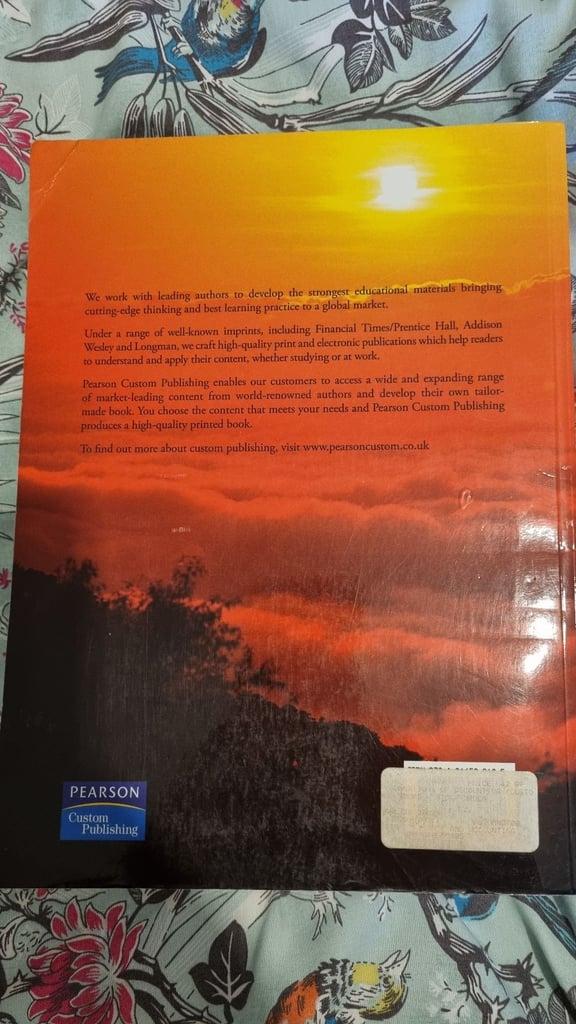 We work with leading authors to develop the strongest educational materials bringing
cutting-edge thinking and best learning practice to a global market.
Under a range of well-known imprints, including Financial Times/Prentice Hall, Addison
Wesley and Longman, we craft high-quality print and electronic publications which help readers
to understand and apply their content, whether studying or at work.
Pearson Custom Publishing enables our customers to access a wide and expanding range
of market-leading content from world-renowned authors and develop their own tailor-
made book. You choose the content that meets your needs and Pearson Custom Publishing
produces a high-quality printed book.
To find out more about custom publishing, visit www.pearsoncustom.co.uk
PEARSON
Custom
Publishing